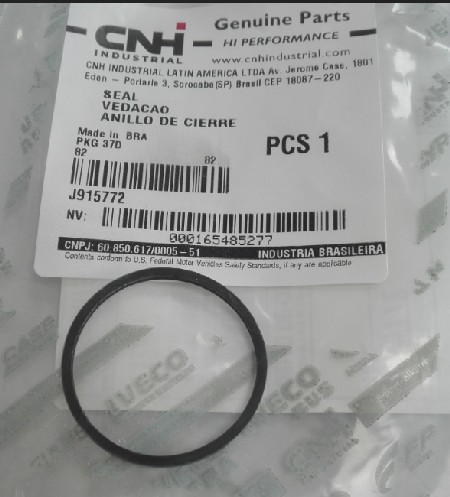 CNH
INDUSTRIAL
Genuine Parts
HI PERFORMANCE
www.cnhindustrial.com
CNH INDUSTRIAL LATIN AMERICA LTDA Av. Jerome Case, 1801
Eden - Portaria 3, Sorocaba(SP) Brasil CEP 18087-220
SEAL
VEDACAO
ANILLO DE CIERRE
Made in BRA
PKG 37D
82 82
PCS 1
J915772
NV:
000165485277
CNPJ: 60.850.617/0005-51 INDUSTRIA BRASILEIRA
Contents conform to U.S. Federal Motor Vehicles Safety Standards, if any are applicable
CASE
IVECO
IVECO